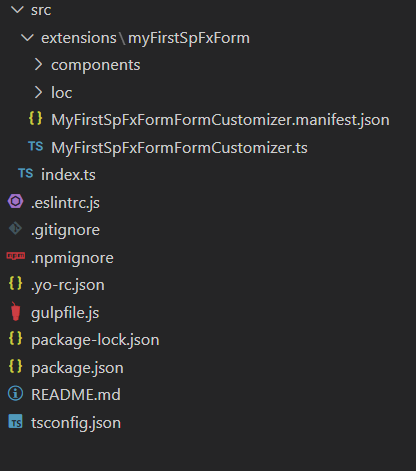 src
extensions\myFirstSpFxForm
components
loc
{} MyFirstSpFxFormFormCustomizer.manifest.json
TS MyFirstSpFxFormFormCustomizer.ts
TS index.ts
.eslintrc.js
.gitignore
npm .npmignore
{} .yo-rc.json
gulpfile.js
{} package-lock.json
{} package.json
README.md
TS tsconfig.json